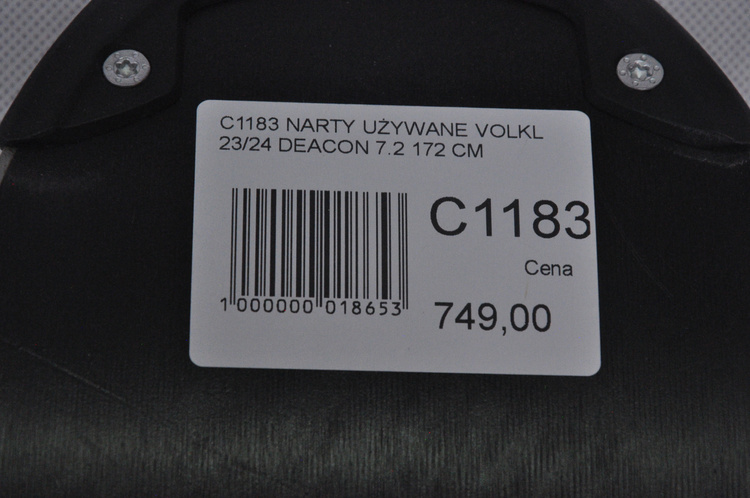 C1183 NARTY UŻYWANE VOLKL
23/24 DEACON 7.2 172 CM
C1183
Cena
1 000000 018653
749,00